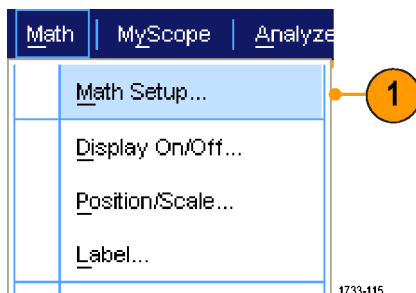 Math | MyScope | Analyze
Math Setup...
1
Display On/Off...
Position/Scale...
Label...
1733-115